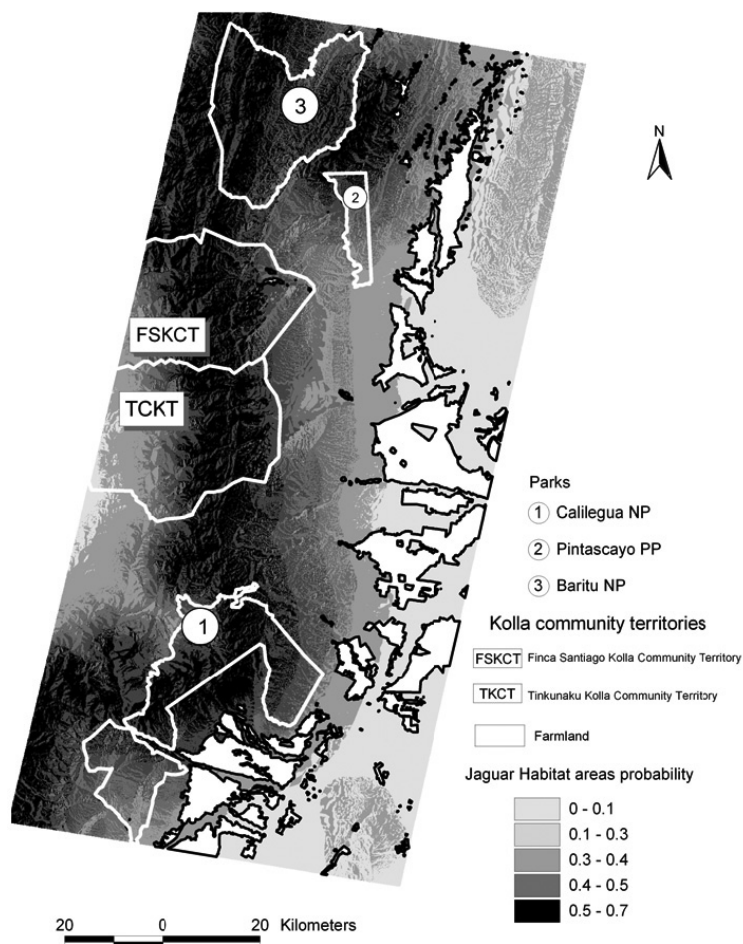 3
N
2
FSKCT
TCKT
Parks
1 Calilegua NP
2 Pintascayo PP
3 Baritu NP
1
Kolla community territories
FSKCT Finca Santiago Kolla Community Territory
TKCT Tinkunaku Kolla Community Territory
Farmland
Jaguar Habitat areas probability
0 - 0.1
0.1 - 0.3
0.3 - 0.4
0.4 - 0.5
0.5 - 0.7
20 0 20 Kilometers